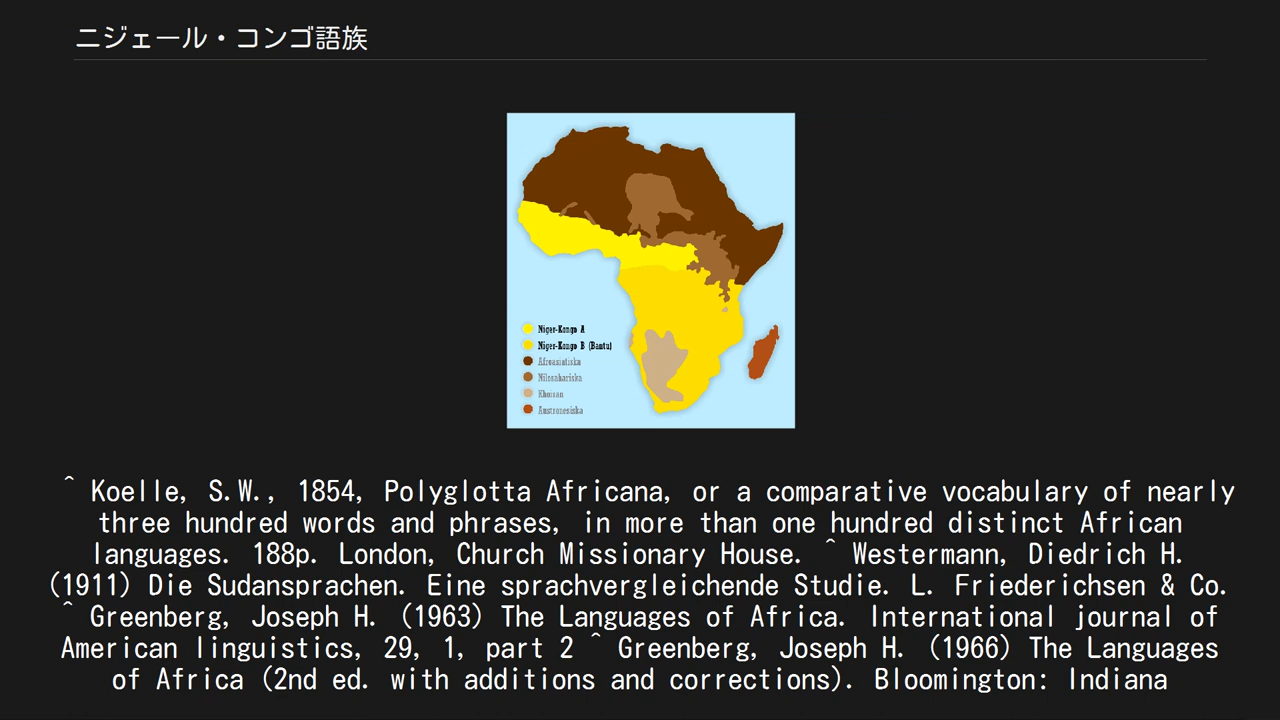 ニジェール・コンゴ語族
Niger-Kongo A
Niger-Kongo B (Bantu)
Afroasiatiska
Nilosahariska
Khoisan
Austronesiska
^ Koelle, S.W., 1854, Polyglotta Africana, or a comparative vocabulary of nearly
three hundred words and phrases, in more than one hundred distinct African
languages. 188p. London, Church Missionary House. ^ Westermann, Diedrich H.
(1911) Die Sudansprachen. Eine sprachvergleichende Studie. L. Friederichsen & Co.
^ Greenberg, Joseph H. (1963) The Languages of Africa. International journal of
American linguistics, 29, 1, part 2 ^ Greenberg, Joseph H. (1966) The Languages
of Africa (2nd ed. with additions and corrections). Bloomington: Indiana